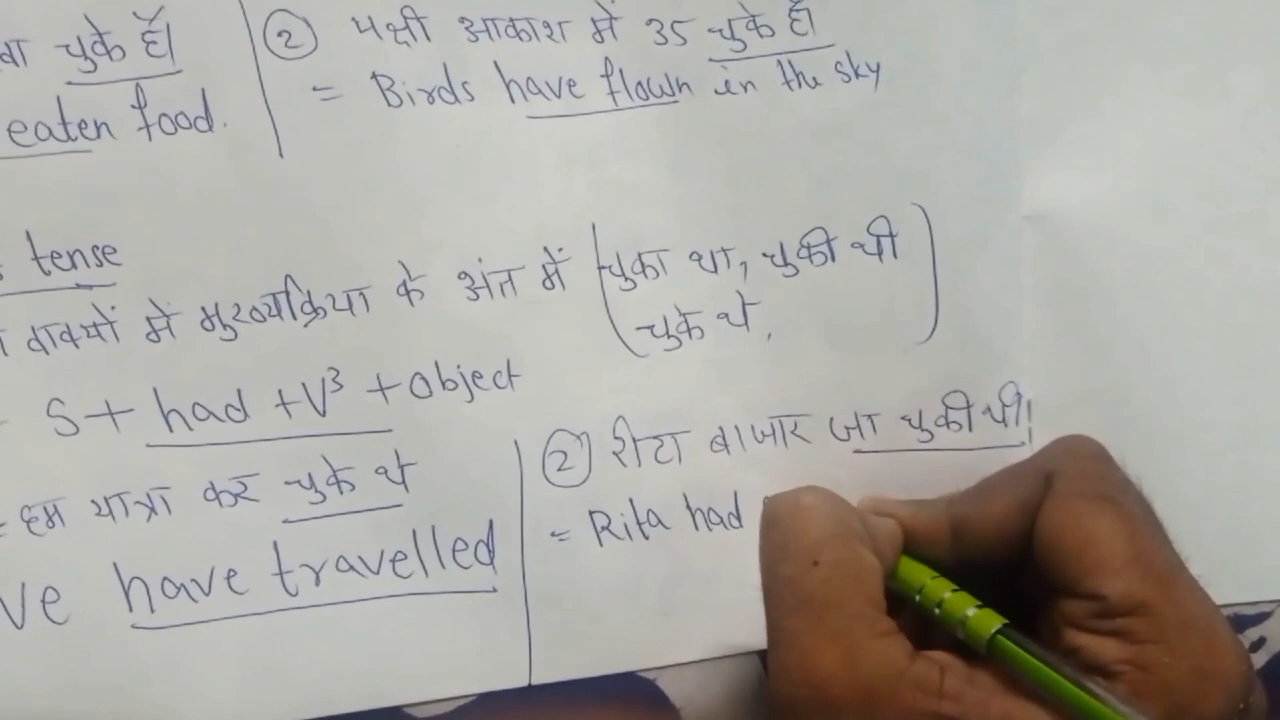 चुके हैं
eaten food.
② पक्षी आकाश में उड़ चुके हैं
= Birds have flown in the sky
tense
वाक्यों में मुख्यक्रिया के अंत में (चुका था, चुकी थी
चुके थे,)
S + had + V³ + object
= हम यात्रा कर चुके थे
We have travelled
② रीटा बाजार जा चुकी थी।
= Rita had